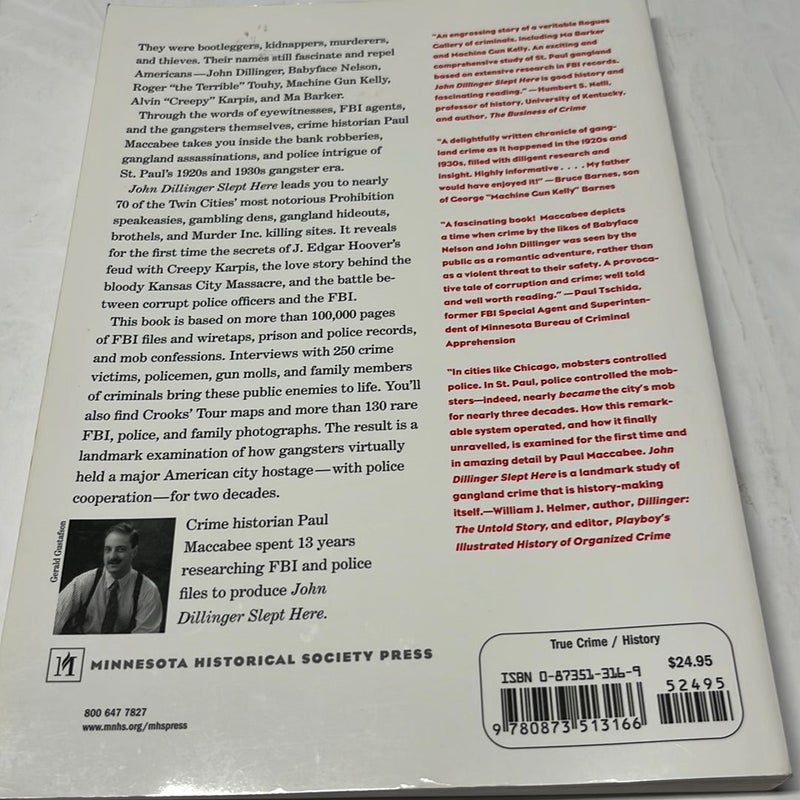 They were bootleggers, kidnappers, murderers,
and thieves. Their names still fascinate and repel
Americans—John Dillinger, Babyface Nelson,
Roger “the Terrible” Touhy, Machine Gun Kelly,
Alvin “Creepy” Karpis, and Ma Barker.
Through the words of eyewitnesses, FBI agents,
and the gangsters themselves, crime historian Paul
Maccabee takes you inside the bank robberies,
gangland assassinations, and police intrigue of
St. Paul’s 1920s and 1930s gangster era.
John Dillinger Slept Here leads you to nearly
70 of the Twin Cities’ most notorious Prohibition
speakeasies, gambling dens, gangland hideouts,
brothels, and Murder Inc. killing sites. It reveals
for the first time the secrets of J. Edgar Hoover’s
feud with Creepy Karpis, the love story behind the
bloody Kansas City Massacre, and the battle be-
tween corrupt police officers and the FBI.
This book is based on more than 100,000 pages
of FBI files and wiretaps, prison and police records,
and mob confessions. Interviews with 250 crime
victims, policemen, gun molls, and family members
of criminals bring these public enemies to life. You’ll
also find Crooks’ Tour maps and more than 130 rare
FBI, police, and family photographs. The result is a
landmark examination of how gangsters virtually
held a major American city hostage—with police
cooperation—for two decades.
Gerald Gustafson
Crime historian Paul
Maccabee spent 13 years
researching FBI and police
files to produce John
Dillinger Slept Here.
MINNESOTA HISTORICAL SOCIETY PRESS
800 647 7827
www.mnhs.org/mhspress
“An engrossing story of a veritable Rogues
Gallery of criminals, including Ma Barker
and Machine Gun Kelly. An exciting and
comprehensive study of St. Paul gangland
based on extensive research in FBI records.
John Dillinger Slept Here is good history and
fascinating reading.” —Humbert S. Nelli,
professor of history, University of Kentucky,
and author, The Business of Crime
“A delightfully written chronicle of gang-
land crime as it happened in the 1920s and
1930s, filled with diligent research and
insight. Highly informative . . . . My father
would have enjoyed it!” —Bruce Barnes, son
of George “Machine Gun Kelly” Barnes
“A fascinating book! Maccabee depicts
a time when crime by the likes of Babyface
Nelson and John Dillinger was seen by the
public as a romantic adventure, rather than
as a violent threat to their safety. A provoca-
tive tale of corruption and crime; well told
and well worth reading.” —Paul Tschida,
former FBI Special Agent and Superinten-
dent of Minnesota Bureau of Criminal
Apprehension
“In cities like Chicago, mobsters controlled
police. In St. Paul, police controlled the mob-
sters—indeed, nearly became the city’s mob
for nearly three decades. How this remark-
able system operated, and how it finally
unravelled, is examined for the first time and
in amazing detail by Paul Maccabee. John
Dillinger Slept Here is a landmark study of
gangland crime that is history-making
itself.—William J. Helmer, author, Dillinger:
The Untold Story, and editor, Playboy’s
Illustrated History of Organized Crime
True Crime / History
$24.95
ISBN 0-87351-316-9
52495
9 780873 513166